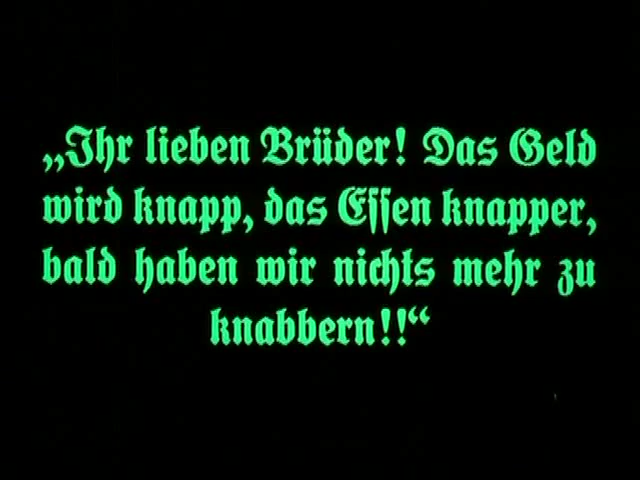 „Ihr lieben Brüder! Das Geld
wird knapp, das Essen knapper,
bald haben wir nichts mehr zu
knabbern!!“